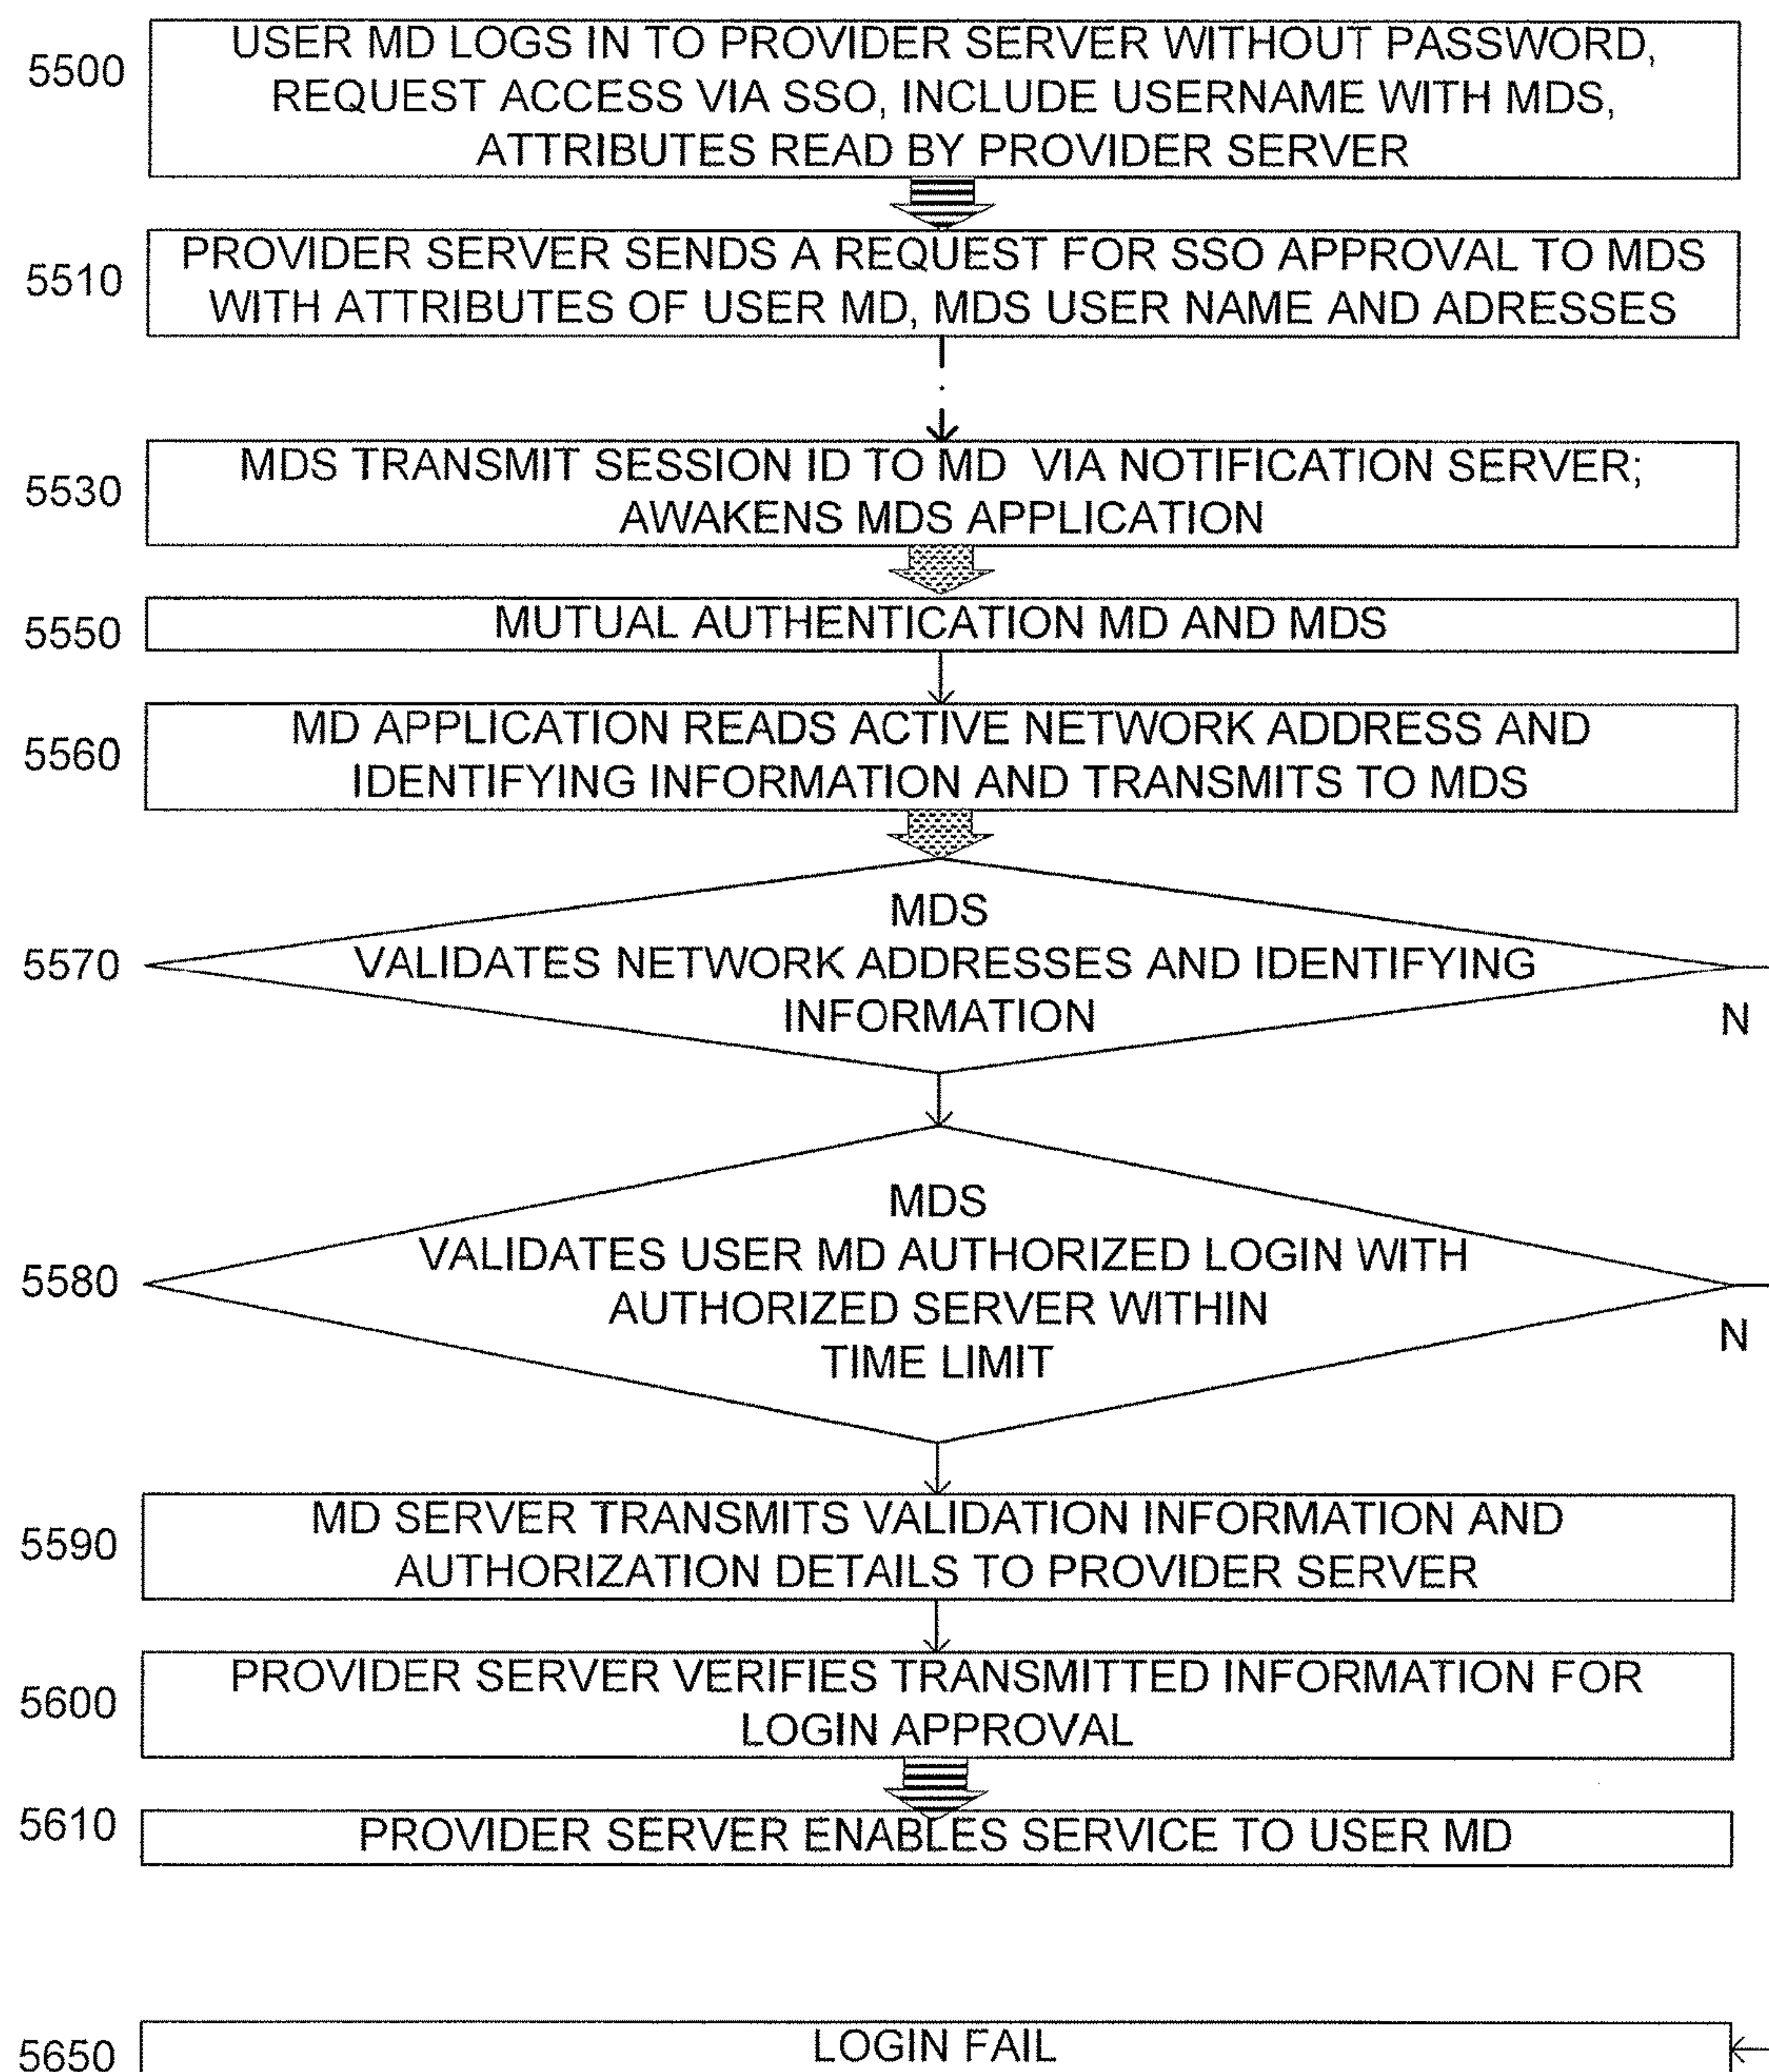 5500
USER MD LOGS IN TO PROVIDER SERVER WITHOUT PASSWORD,
REQUEST ACCESS VIA SSO, INCLUDE USERNAME WITH MDS,
ATTRIBUTES READ BY PROVIDER SERVER
5510
PROVIDER SERVER SENDS A REQUEST FOR SSO APPROVAL TO MDS
WITH ATTRIBUTES OF USER MD, MDS USER NAME AND ADRESSES
5530
MDS TRANSMIT SESSION ID TO MD VIA NOTIFICATION SERVER;
AWAKENS MDS APPLICATION
5550
MUTUAL AUTHENTICATION MD AND MDS
5560
MD APPLICATION READS ACTIVE NETWORK ADDRESS AND
IDENTIFYING INFORMATION AND TRANSMITS TO MDS
5570
MDS
VALIDATES NETWORK ADDRESSES AND IDENTIFYING
INFORMATION
N
5580
MDS
VALIDATES USER MD AUTHORIZED LOGIN WITH
AUTHORIZED SERVER WITHIN
TIME LIMIT
N
5590
MD SERVER TRANSMITS VALIDATION INFORMATION AND
AUTHORIZATION DETAILS TO PROVIDER SERVER
5600
PROVIDER SERVER VERIFIES TRANSMITTED INFORMATION FOR
LOGIN APPROVAL
5610
PROVIDER SERVER ENABLES SERVICE TO USER MD
5650
LOGIN FAIL